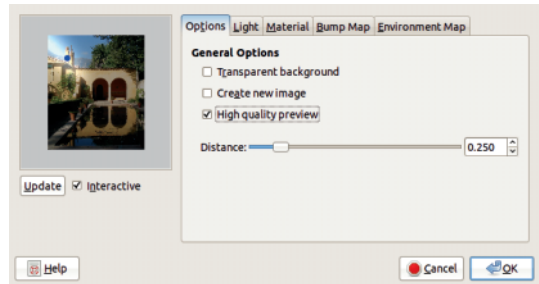 Options Light Material Bump Map Environment Map
General Options
Transparent background
Create new image
High quality preview
Distance: 0.250
Update Interactive
Help Cancel OK